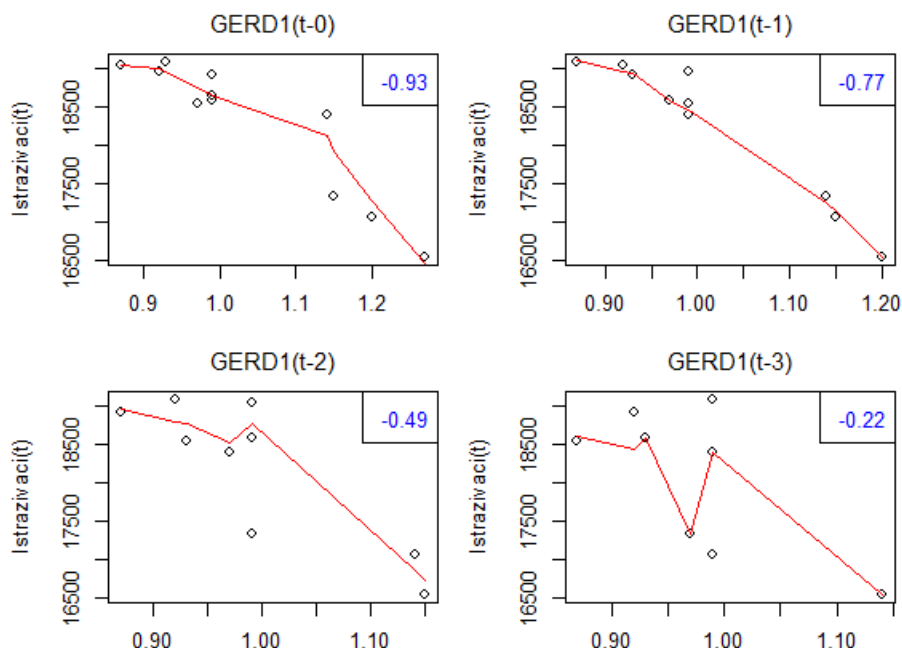 GERD1(t-0)
-0.93
Istrazivaci(t)
16500 17500 18500
0.9 1.0 1.1 1.2
GERD1(t-1)
-0.77
Istrazivaci(t)
16500 17500 18500
0.90 1.00 1.10 1.20
GERD1(t-2)
-0.49
Istrazivaci(t)
16500 17500 18500
0.90 1.00 1.10
GERD1(t-3)
-0.22
Istrazivaci(t)
16500 17500 18500
0.90 1.00 1.10